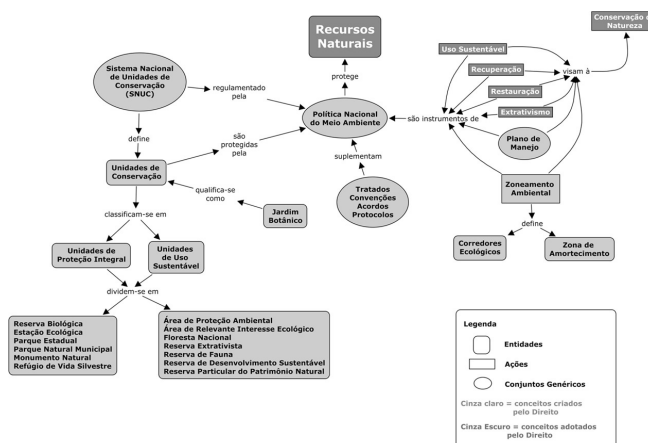 Recursos
Naturais
Conservação
Natureza
Uso Sustentável
Sistema Nacional
de Unidades de
Conservação
(SNUC)
Recuperação
visam à
protege
Restauração
regulamentado
pela
Extrativismo
Política Nacional
do Meio Ambiente
são instrumentos de
Plano de
Manejo
define
são
protegidas
pela
suplementam
Unidades de
Conservação
Zoneamento
Ambiental
qualifica-se
como
Tratados
Convenções
Acordos
Protocolos
Jardim
Botânico
classificam-se em
define
Unidades de
Proteção Integral
Unidades
de Uso
Sustentável
Corredores
Ecológicos
Zona de
Amortecimento
dividem-se em
Reserva Biológica
Estação Ecológica
Parque Estadual
Parque Natural Municipal
Monumento Natural
Refúgio de Vida Silvestre
Área de Proteção Ambiental
Área de Relevante Interesse Ecológico
Floresta Nacional
Reserva Extrativista
Reserva de Fauna
Reserva de Desenvolvimento Sustentável
Reserva Particular do Patrimônio Natural
Legenda
Entidades
Ações
Conjuntos Genéricos
Cinza claro = conceitos criados
pelo Direito
Cinza Escuro = conceitos adotados
pelo Direito